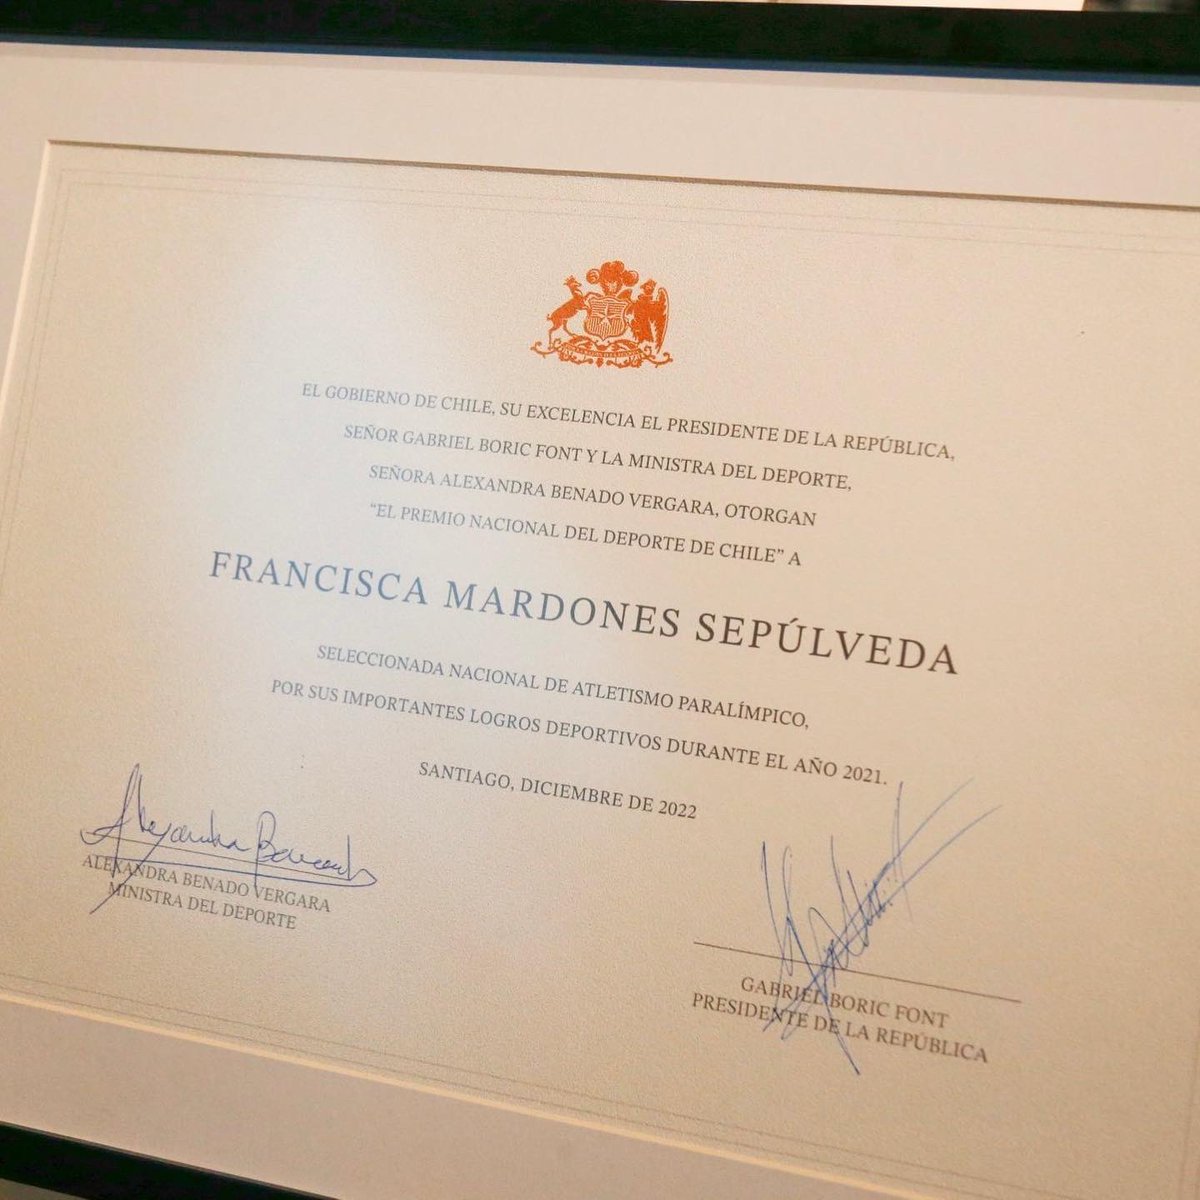 EL GOBIERNO DE CHILE, SU EXCELENCIA EL PRESIDENTE DE LA REPÚBLICA,
SEÑOR GABRIEL BORIC FONT Y LA MINISTRA DEL DEPORTE,
SEÑORA ALEXANDRA BENADO VERGARA, OTORGAN
“EL PREMIO NACIONAL DEL DEPORTE DE CHILE” A
FRANCISCA MARDONES SEPÚLVEDA
SELECCIONADA NACIONAL DE ATLETISMO PARALÍMPICO,
POR SUS IMPORTANTES LOGROS DEPORTIVOS DURANTE EL AÑO 2021.
SANTIAGO, DICIEMBRE DE 2022
ALEXANDRA BENADO VERGARA
MINISTRA DEL DEPORTE
GABRIEL BORIC FONT
PRESIDENTE DE LA REPÚBLICA